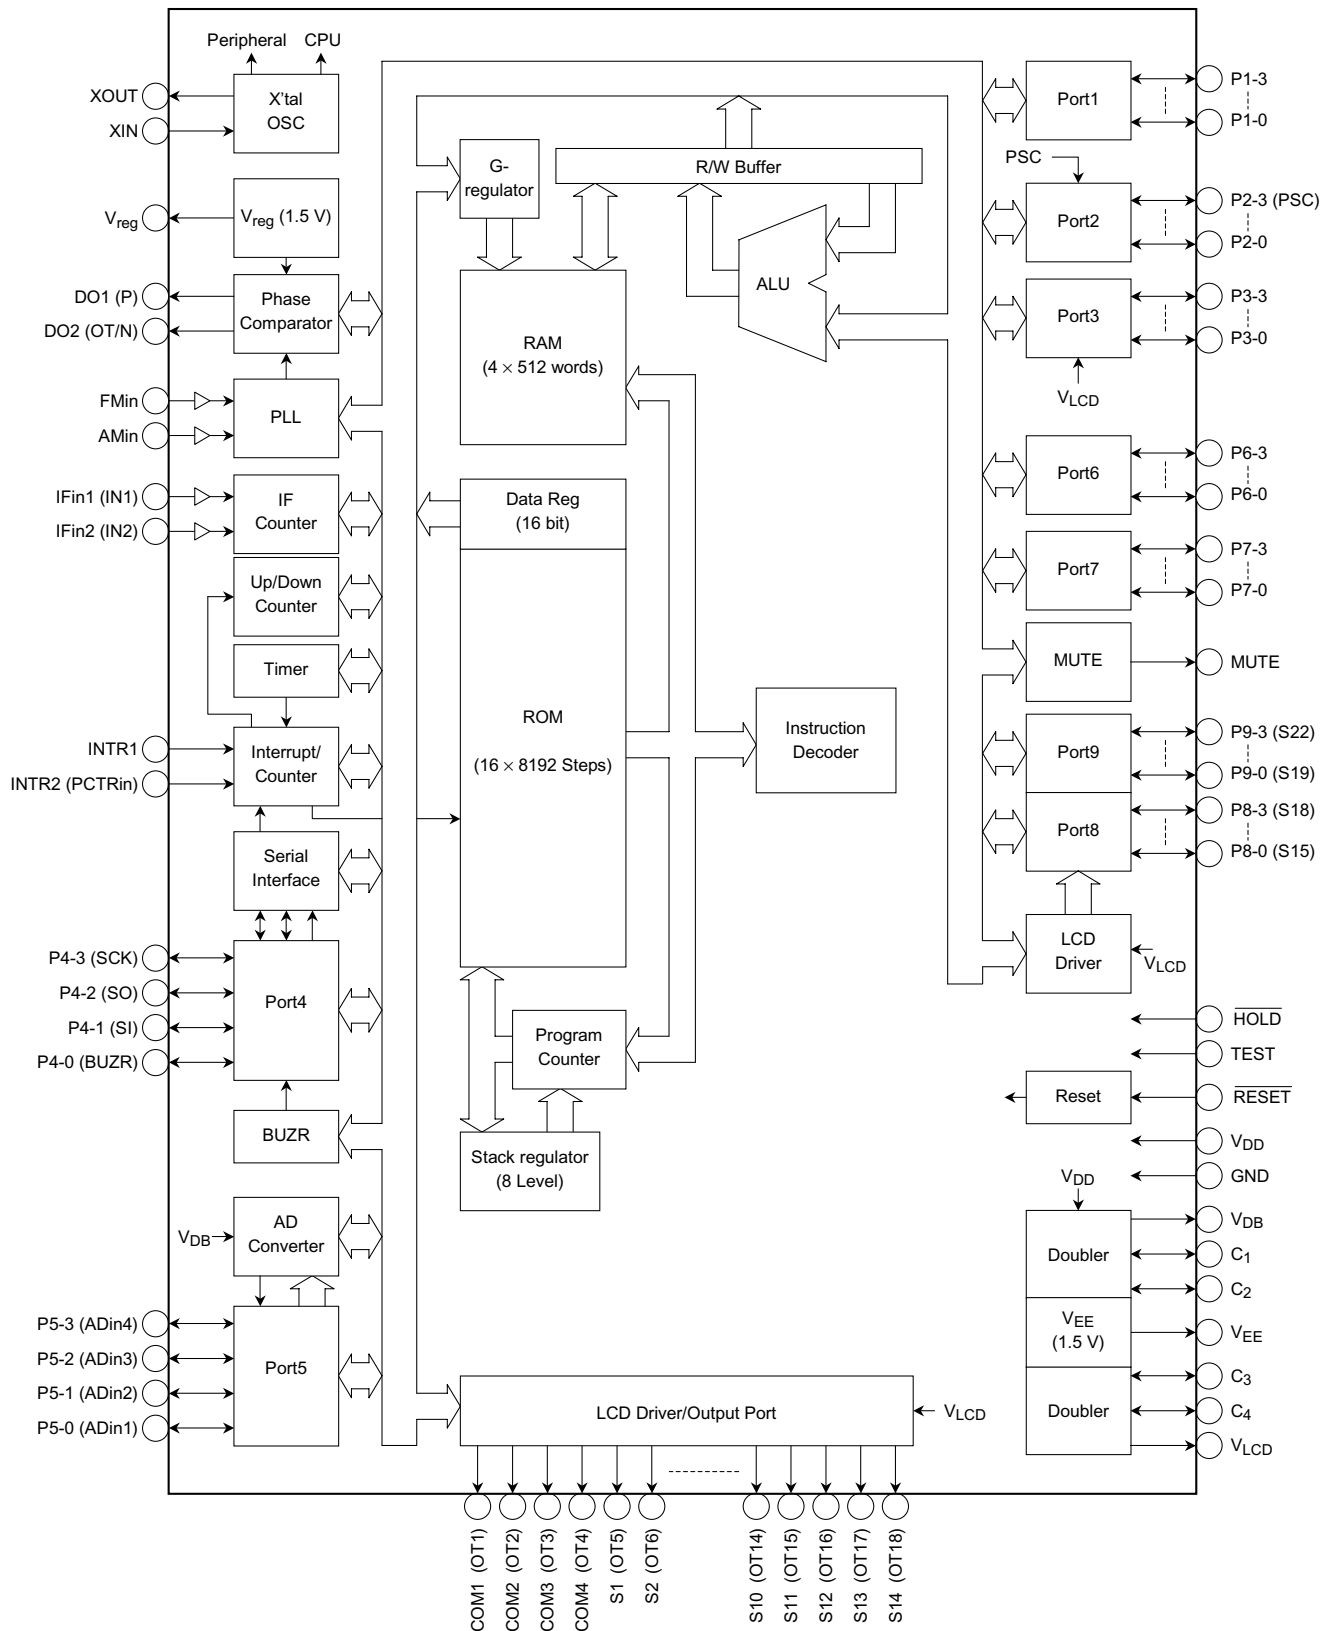 Peripheral CPU
XOUT
XIN
X'tal
OSC
Vreg
Vreg (1.5 V)
DO1 (P)
DO2 (OT/N)
Phase
Comparator
FMin
AMin
PLL
IFin1 (IN1)
IFin2 (IN2)
IF
Counter
Up/Down
Counter
Timer
INTR1
INTR2 (PCTRin)
Interrupt/
Counter
Serial
Interface
P4-3 (SCK)
P4-2 (SO)
P4-1 (SI)
P4-0 (BUZR)
Port4
BUZR
VDB
AD
Converter
P5-3 (ADin4)
P5-2 (ADin3)
P5-1 (ADin2)
P5-0 (ADin1)
Port5
G-
regulator
R/W Buffer
ALU
RAM
(4 × 512 words)
Data Reg
(16 bit)
ROM
(16 × 8192 Steps)
Instruction
Decoder
Program
Counter
Stack regulator
(8 Level)
LCD Driver/Output Port
VLCD
COM1 (OT1)
COM2 (OT2)
COM3 (OT3)
COM4 (OT4)
S1 (OT5)
S2 (OT6)
S10 (OT14)
S11 (OT15)
S12 (OT16)
S13 (OT17)
S14 (OT18)
Port1
P1-3
P1-0
PSC
Port2
P2-3 (PSC)
P2-0
Port3
P3-3
P3-0
VLCD
Port6
P6-3
P6-0
Port7
P7-3
P7-0
MUTE
MUTE
Port9
P9-3 (S22)
P9-0 (S19)
Port8
P8-3 (S18)
P8-0 (S15)
LCD
Driver
VLCD
HOLD
TEST
Reset
RESET
VDD
GND
VDD
Doubler
VDB
C1
C2
VEE
(1.5 V)
VEE
Doubler
C3
C4
VLCD